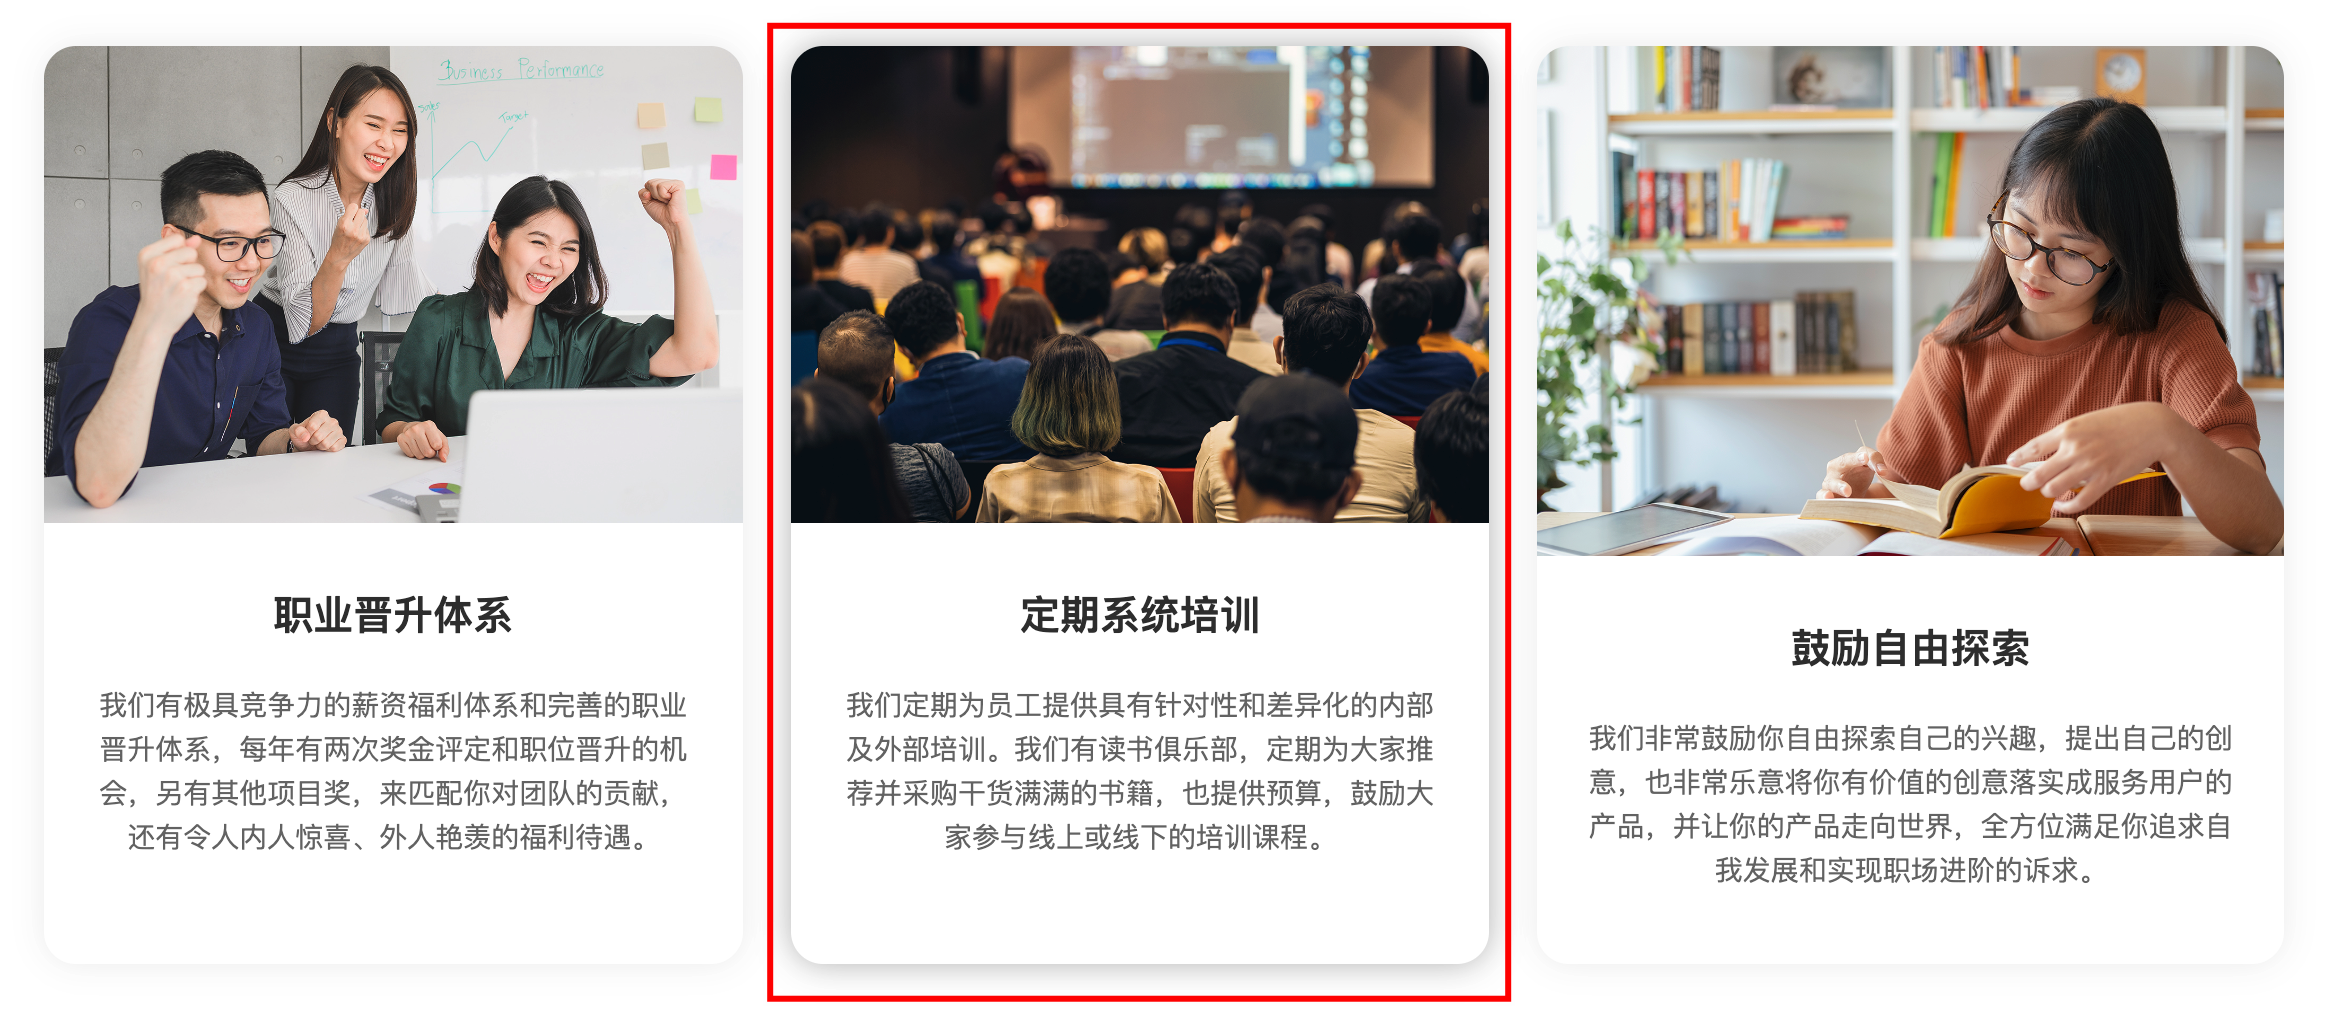 Business Performance
Sales
Target
职业晋升体系
我们有极具竞争力的薪资福利体系和完善的职业
晋升体系，每年有两次奖金评定和职位晋升的机
会，另有其他项目奖，来匹配你对团队的贡献，
还有令人内人惊喜、外人艳羡的福利待遇。
定期系统培训
我们定期为员工提供具有针对性和差异化的内部
及外部培训。我们有读书俱乐部，定期为大家推
荐并采购干货满满的书籍，也提供预算，鼓励大
家参与线上或线下的培训课程。
鼓励自由探索
我们非常鼓励你自由探索自己的兴趣，提出自己的创
意，也非常乐意将你有价值的创意落实成服务用户的
产品，并让你的产品走向世界，全方位满足你追求自
我发展和实现职场进阶的诉求。